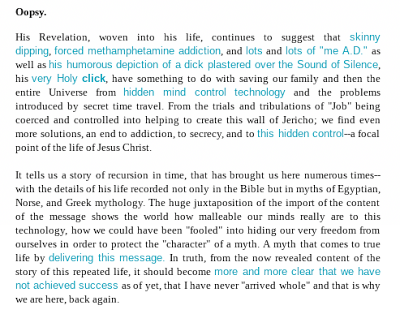 Oopsy.
His Revelation, woven into his life, continues to suggest that skinny
dipping, forced methamphetamine addiction, and lots and lots of "me A.D." as
well as his humorous depiction of a dick plastered over the Sound of Silence,
his very Holy click, have something to do with saving our family and then the
entire Universe from hidden mind control technology and the problems
introduced by secret time travel. From the trials and tribulations of "Job" being
coerced and controlled into helping to create this wall of Jericho; we find even
more solutions, an end to addiction, to secrecy, and to this hidden control--a focal
point of the life of Jesus Christ.
It tells us a story of recursion in time, that has brought us here numerous times--
with the details of his life recorded not only in the Bible but in myths of Egyptian,
Norse, and Greek mythology. The huge juxtaposition of the import of the content
of the message shows the world how malleable our minds really are to this
technology, how we could have been "fooled" into hiding our very freedom from
ourselves in order to protect the "character" of a myth. A myth that comes to true
life by delivering this message. In truth, from the now revealed content of the
story of this repeated life, it should become more and more clear that we have
not achieved success as of yet, that I have never "arrived whole" and that is why
we are here, back again.